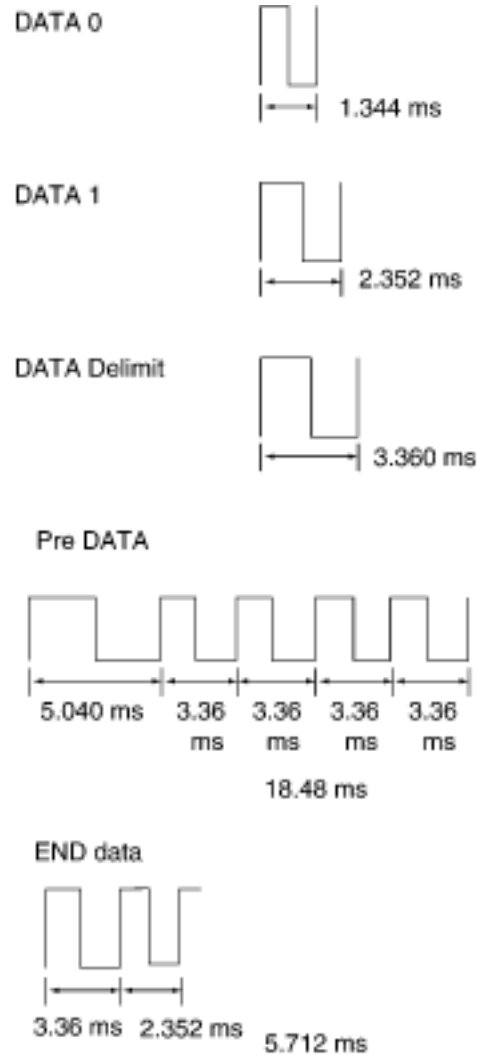 DATA 0
1.344 ms
DATA 1
2.352 ms
DATA Delimit
3.360 ms
Pre DATA
5.040 ms 3.36 ms 3.36 ms 3.36 ms 3.36 ms
18.48 ms
END data
3.36 ms 2.352 ms
5.712 ms